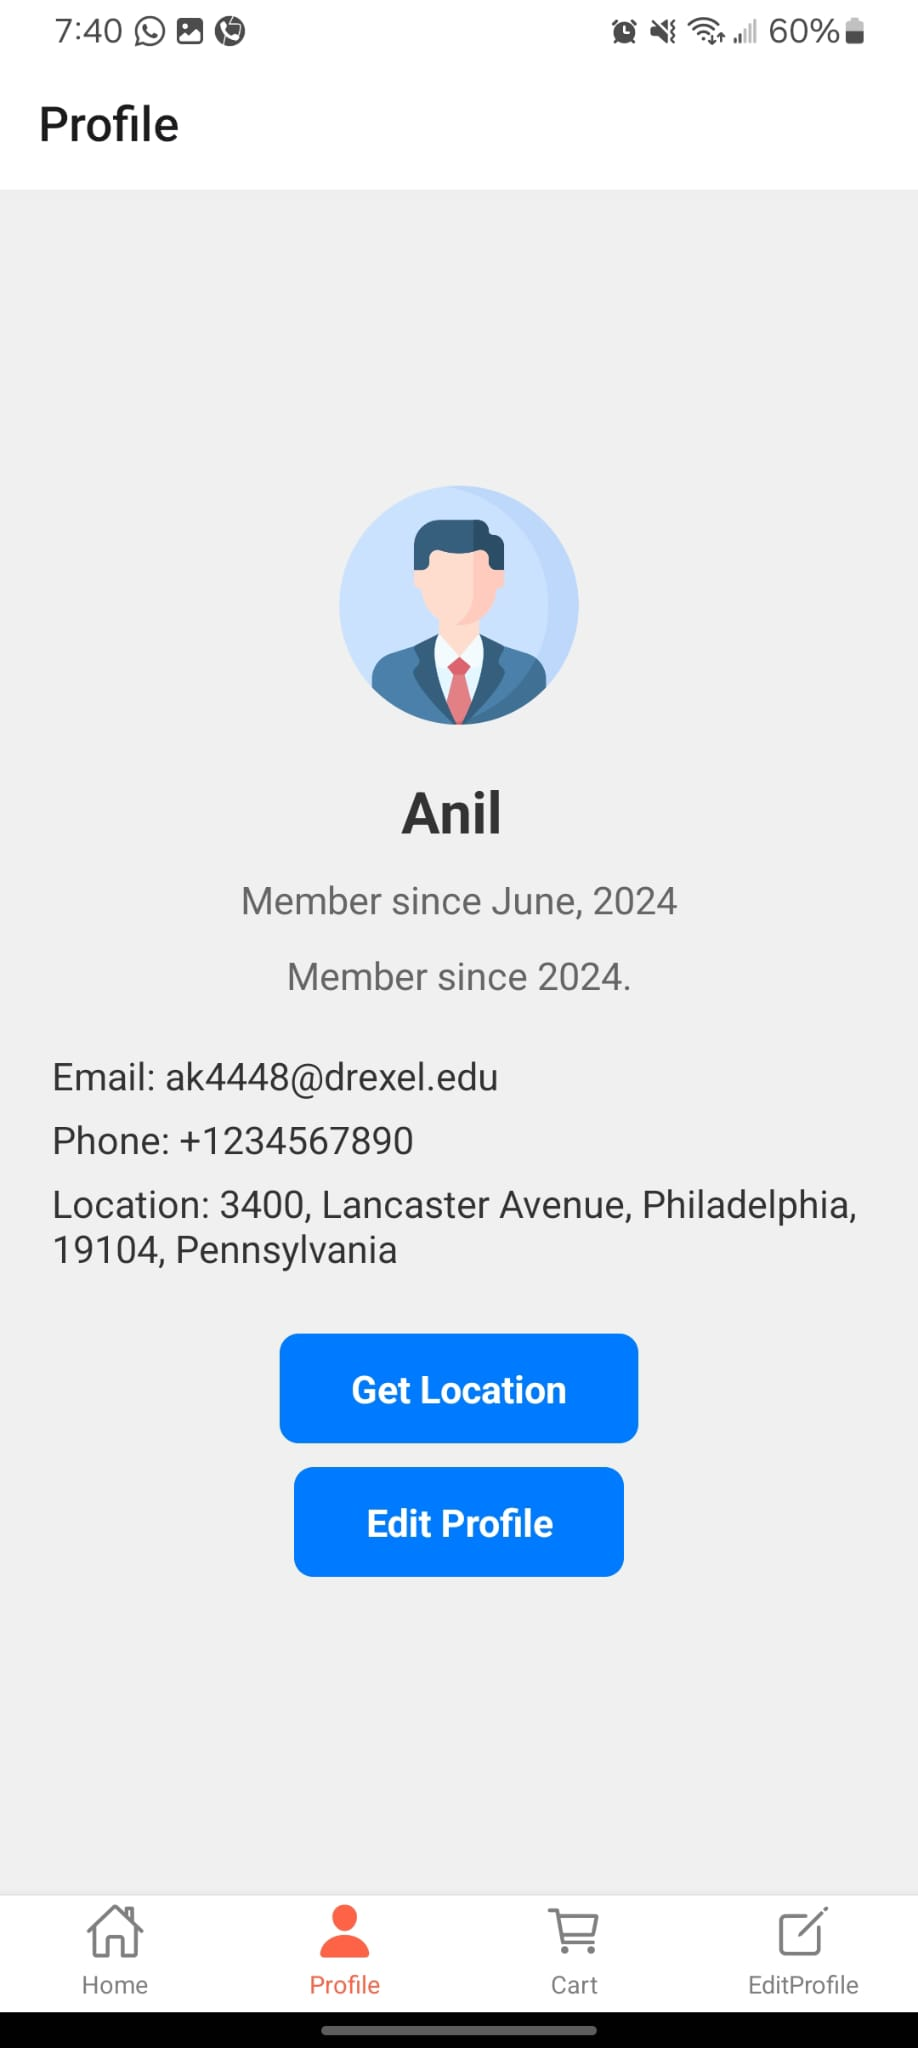 7:40
60%
Profile
Anil
Member since June, 2024
Member since 2024.
Email: ak4448@drexel.edu
Phone: +1234567890
Location: 3400, Lancaster Avenue, Philadelphia,
19104, Pennsylvania
Get Location
Edit Profile
Home
Profile
Cart
EditProfile